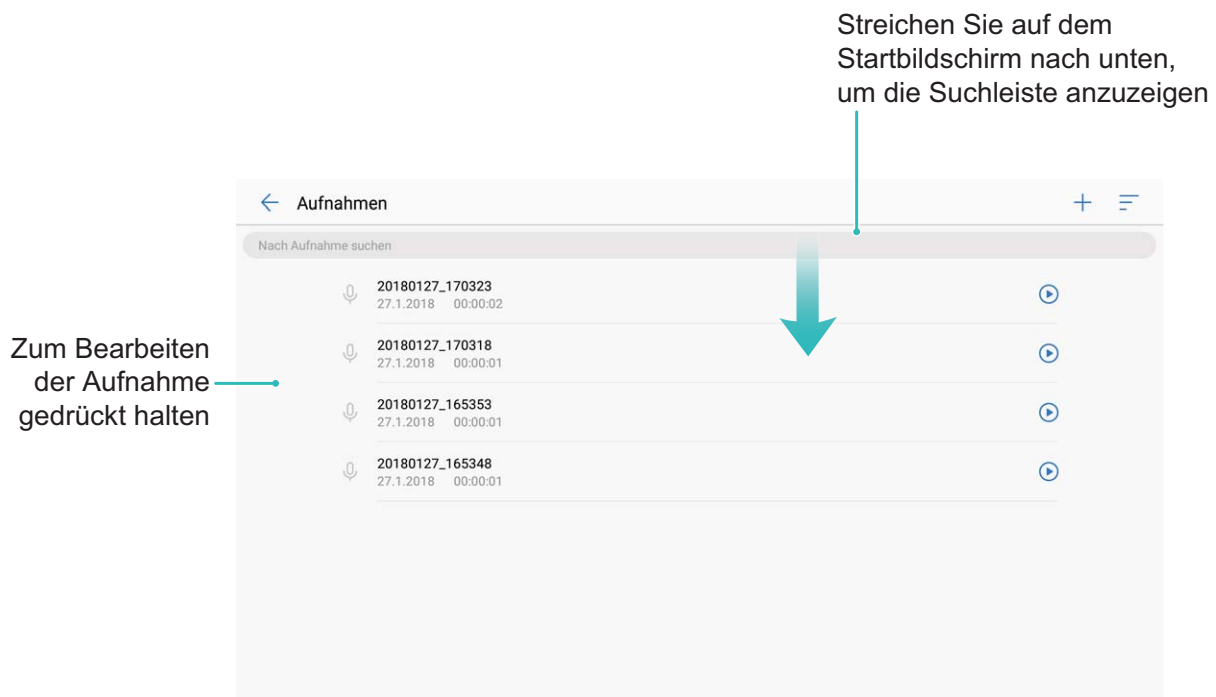 Streichen Sie auf dem
Startbildschirm nach unten,
um die Suchleiste anzuzeigen
Aufnahmen
Nach Aufnahme suchen
20180127_170323
27.1.2018 00:00:02
20180127_170318
27.1.2018 00:00:01
Zum Bearbeiten
der Aufnahme
gedrückt halten
20180127_165353
27.1.2018 00:00:01
20180127_165348
27.1.2018 00:00:01